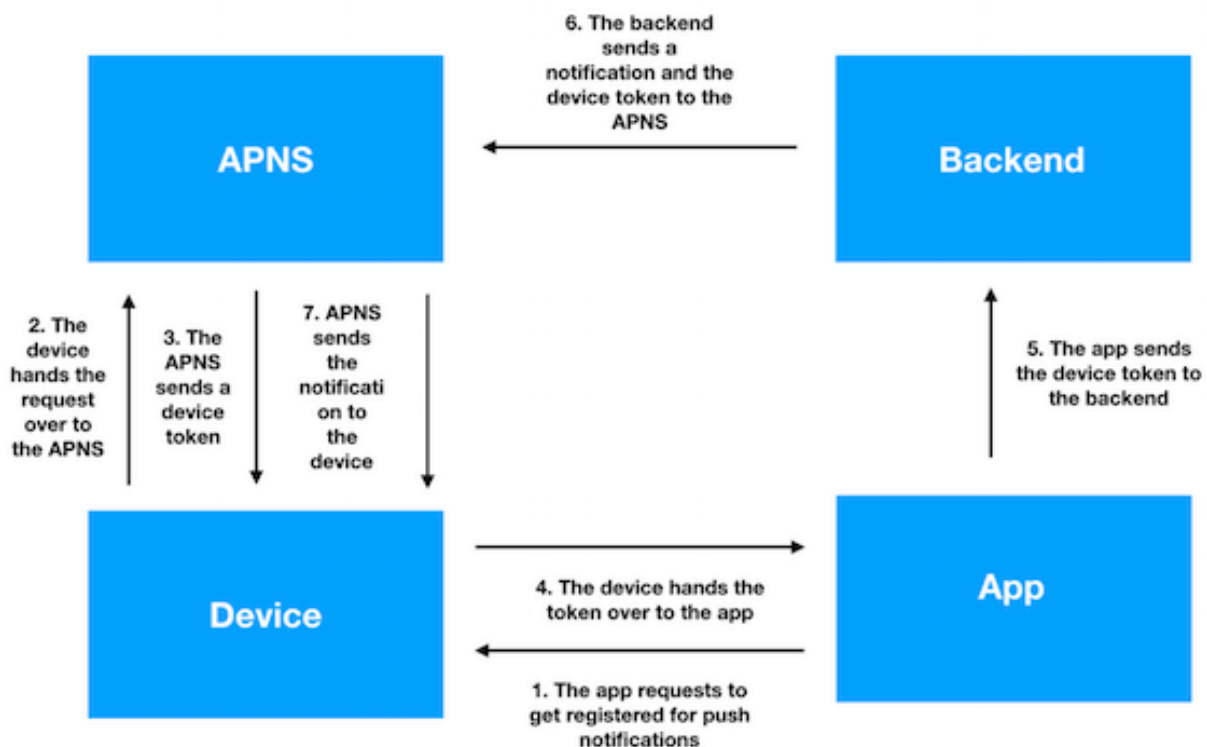 6. The backend
sends a
notification and the
device token to the
APNS
APNS
Backend
2. The
device
hands the
request
over to
the APNS
3. The
APNS
sends a
device
token
7. APNS
sends
the
notificati
on to
the
device
5. The app sends
the device token to
the backend
Device
4. The device hands the
token over to the app
App
1. The app requests to
get registered for push
notifications